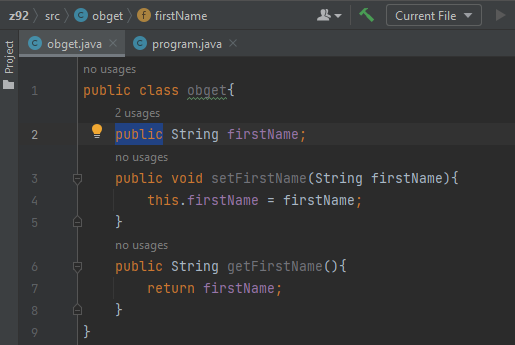 z92 src obget firstName Current File
obget.java program.java
Project
no usages
1 public class obget{
2 usages
2 public String firstName;
no usages
3 public void setFirstName(String firstName){
4 this.firstName = firstName;
5 }
no usages
6 public String getFirstName(){
7 return firstName;
8 }
9 }